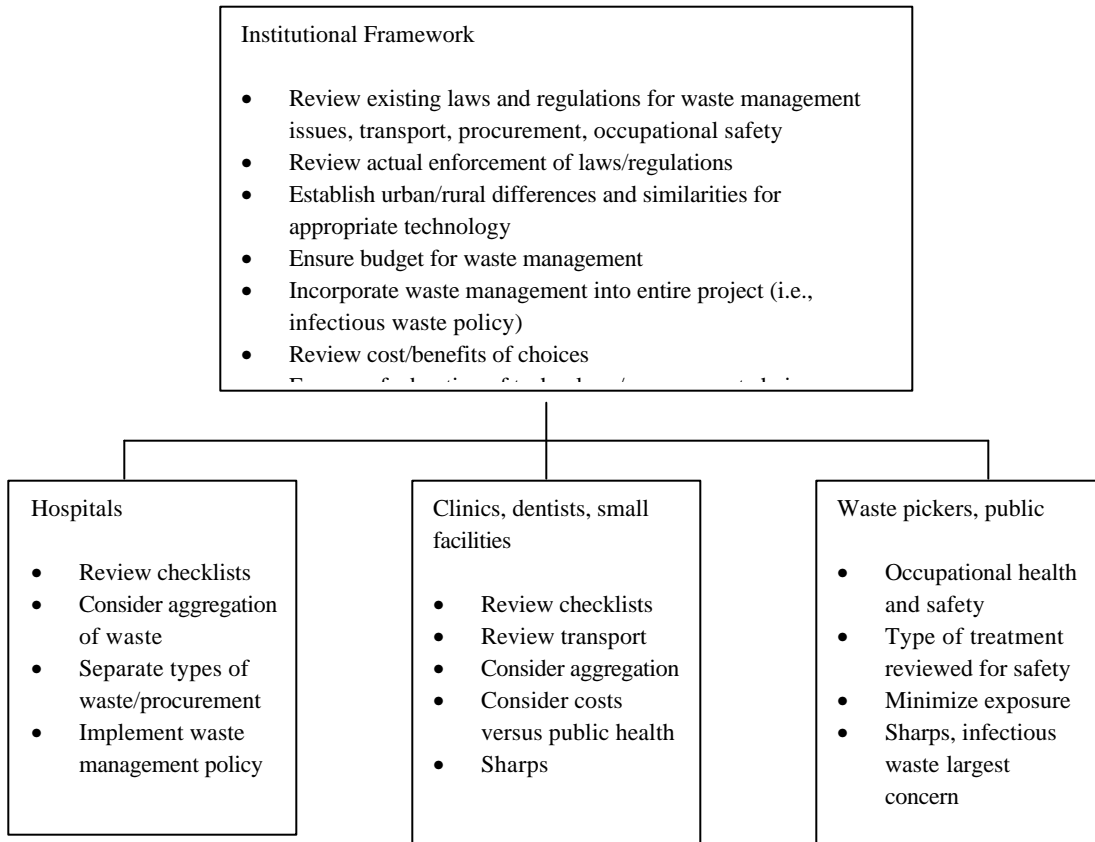 Institutional Framework
• Review existing laws and regulations for waste management
issues, transport, procurement, occupational safety
• Review actual enforcement of laws/regulations
• Establish urban/rural differences and similarities for
appropriate technology
• Ensure budget for waste management
• Incorporate waste management into entire project (i.e.,
infectious waste policy)
• Review cost/benefits of choices
Hospitals
• Review checklists
• Consider aggregation
of waste
• Separate types of
waste/procurement
• Implement waste
management policy
Clinics, dentists, small
facilities
• Review checklists
• Review transport
• Consider aggregation
• Consider costs
versus public health
• Sharps
Waste pickers, public
• Occupational health
and safety
• Type of treatment
reviewed for safety
• Minimize exposure
• Sharps, infectious
waste largest
concern